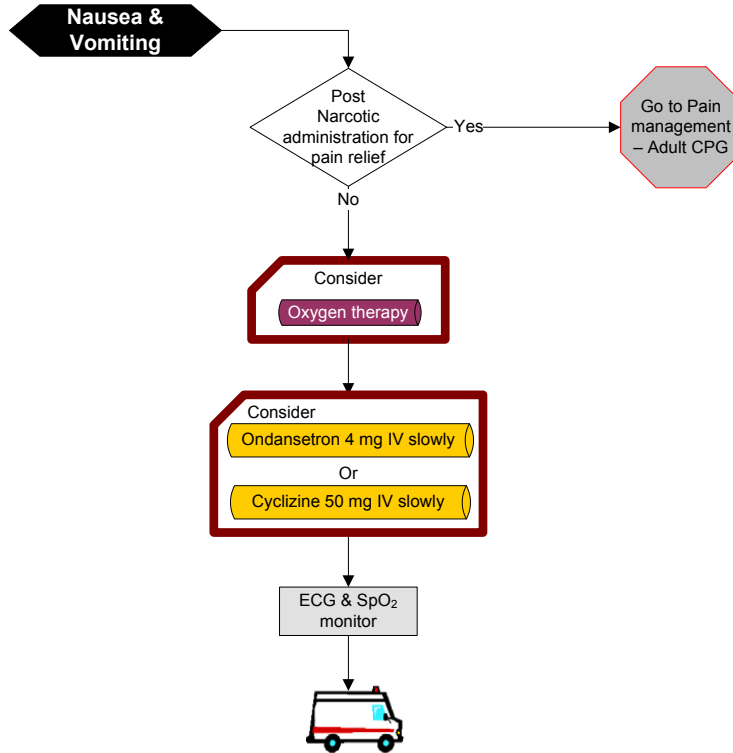 Nausea &
Vomiting
Post
Narcotic
administration for
pain relief
Yes
Go to Pain
management
– Adult CPG
No
Consider
Oxygen therapy
Consider
Ondansetron 4 mg IV slowly
Or
Cyclizine 50 mg IV slowly
ECG & SpO₂
monitor